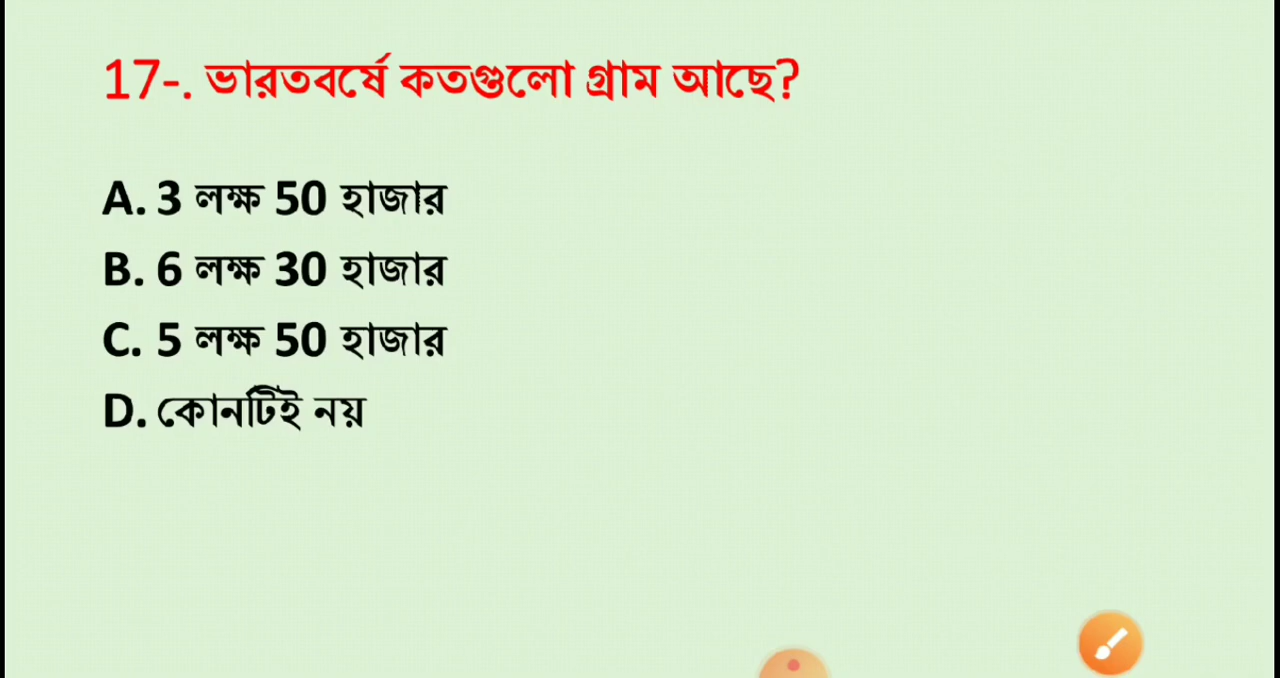 17-. ভারতবর্ষে কতগুলো গ্রাম আছে?
A. 3 লক্ষ 50 হাজার
B. 6 লক্ষ 30 হাজার
C. 5 লক্ষ 50 হাজার
D. কোনটিই নয়